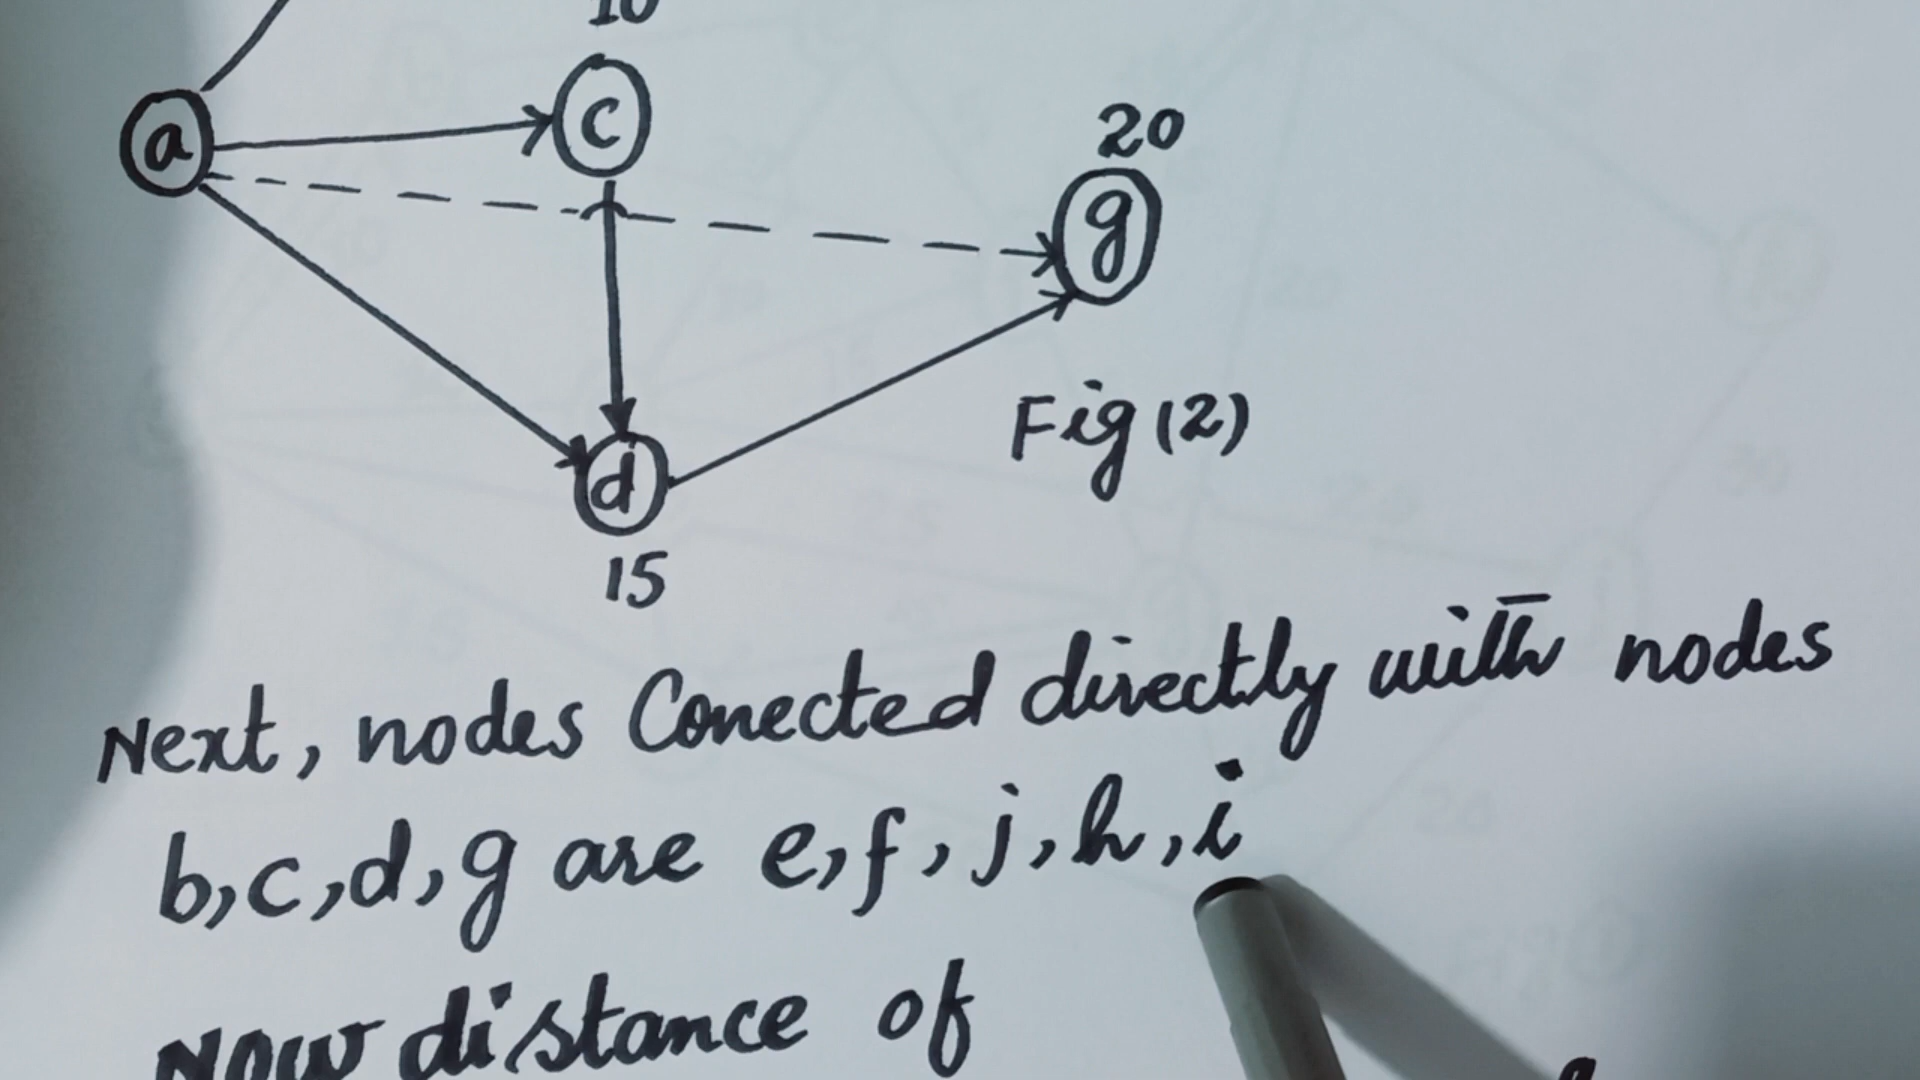 10
a
c
20
g
Fig (2)
d
15
Next, nodes Conected directly with nodes
b,c,d,g are e,f,j,h,i
Now distance of